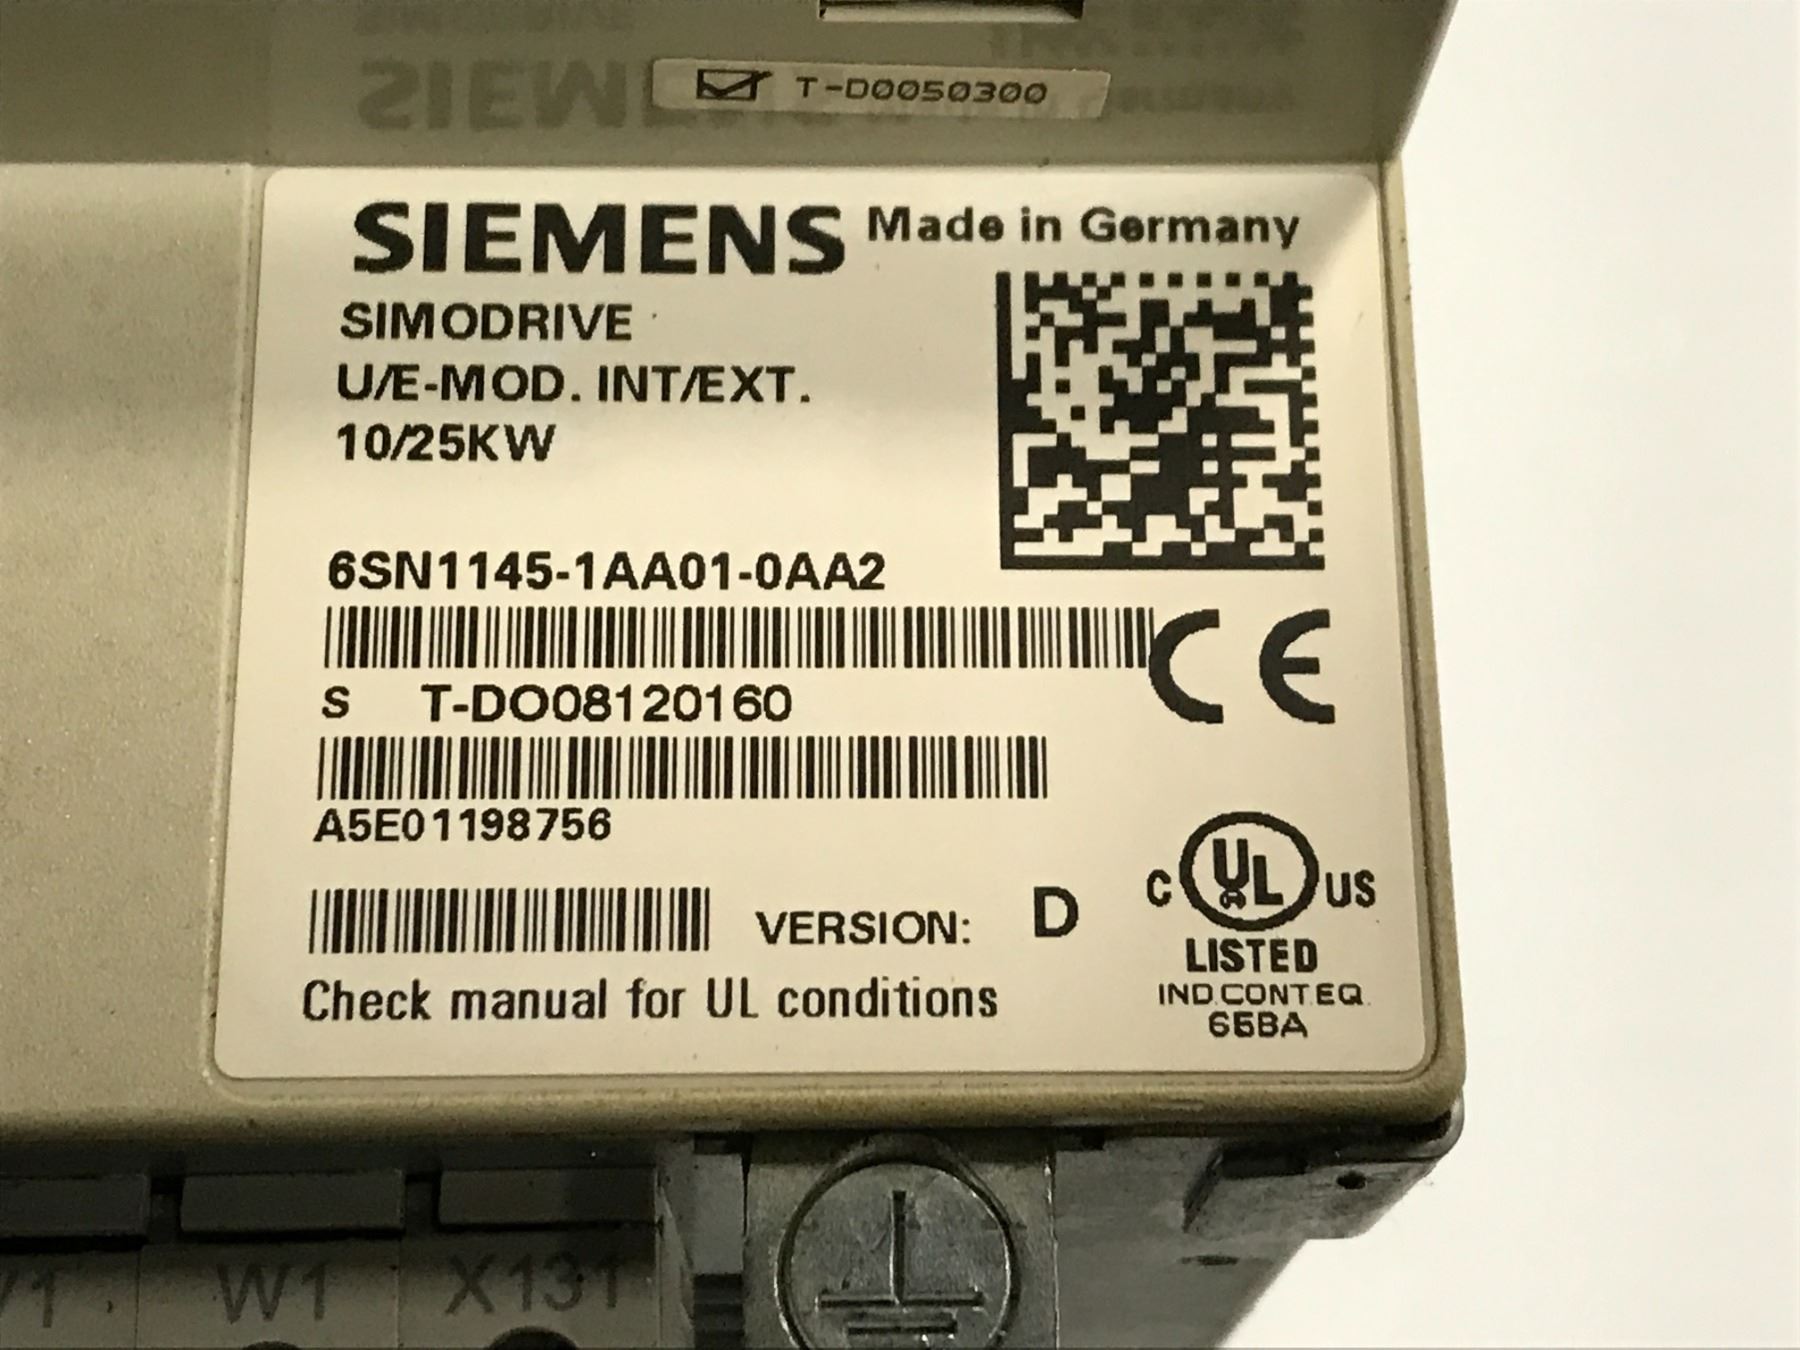 T-D0050300
SIEMENS Made in Germany
SIMODRIVE
U/E-MOD. INT/EXT.
10/25KW
6SN1145-1AA01-0AA2
S T-DO08120160
A5E01198756
VERSION: D
C UL US
LISTED
IND.CONT.EQ.
Check manual for UL conditions
W1
X131